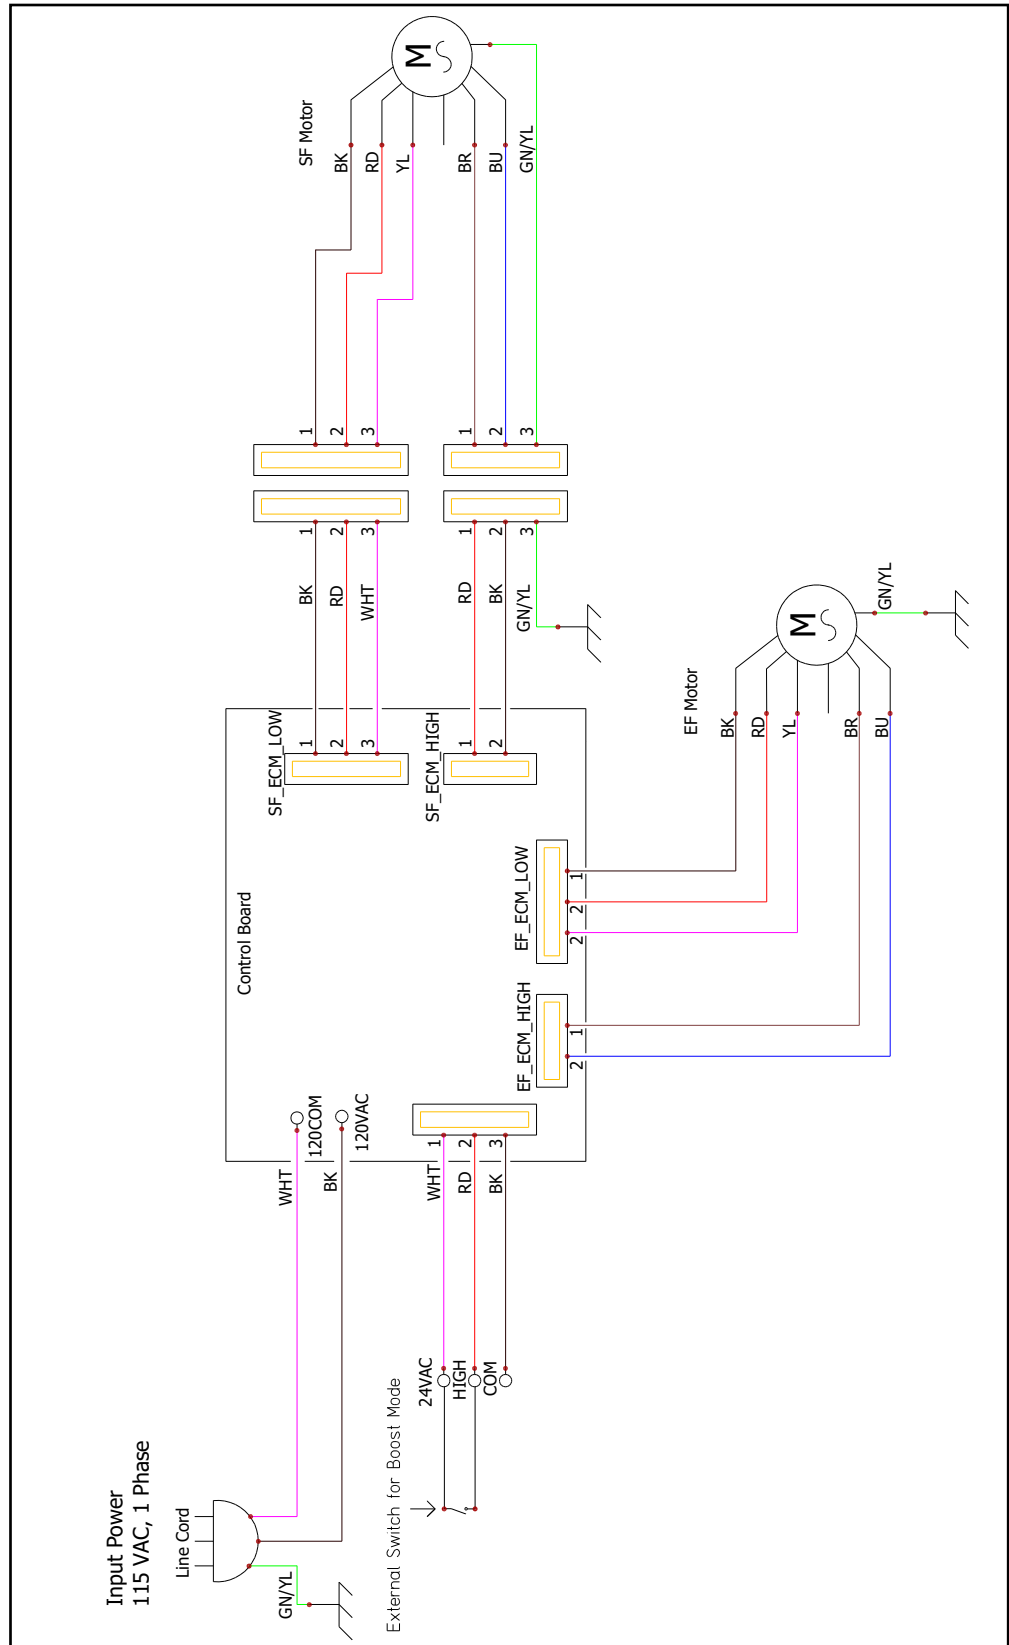 Input Power
115 VAC, 1 Phase
Line Cord
GN/YL
WHT
BK
120COM
120VAC
External Switch for Boost Mode
24VAC
HIGH
COM
WHT
RD
BK
1
2
3
Control Board
SF_ECM_LOW
1
2
3
SF_ECM_HIGH
1
2
EF_ECM_LOW
1
2
2
EF_ECM_HIGH
1
2
BK
RD
WHT
RD
BK
GN/YL
1
2
3
1
2
3
1
2
3
1
2
3
SF Motor
BK
RD
YL
BR
BU
GN/YL
M
EF Motor
BK
RD
YL
BR
BU
GN/YL
M